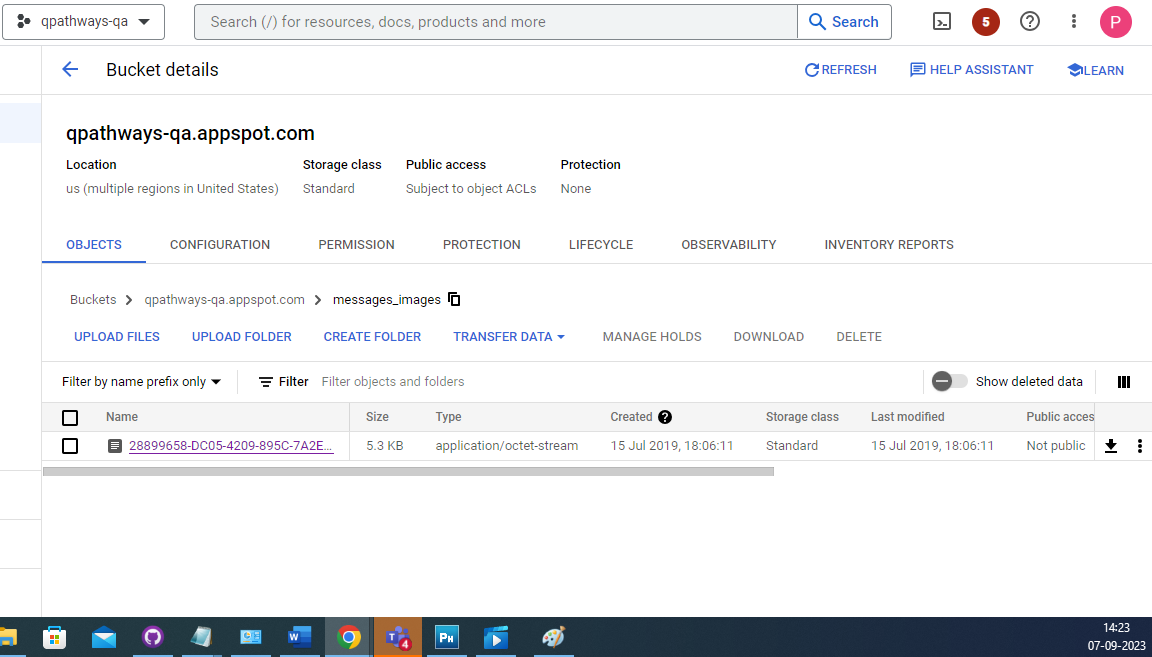 qpathways-qa
Search (/) for resources, docs, products and more
Search
5
P
Bucket details
REFRESH
HELP ASSISTANT
LEARN
qpathways-qa.appspot.com
Location Storage class Public access Protection
us (multiple regions in United States) Standard Subject to object ACLs None
OBJECTS CONFIGURATION PERMISSION PROTECTION LIFECYCLE OBSERVABILITY INVENTORY REPORTS
Buckets qpathways-qa.appspot.com messages_images
UPLOAD FILES UPLOAD FOLDER CREATE FOLDER TRANSFER DATA MANAGE HOLDS DOWNLOAD DELETE
Filter by name prefix only Filter Filter objects and folders Show deleted data
Name Size Type Created Storage class Last modified Public acces
28899658-DC05-4209-895C-7A2E... 5.3 KB application/octet-stream 15 Jul 2019, 18:06:11 Standard 15 Jul 2019, 18:06:11 Not public
W T 4 PH
14:23
07-09-2023